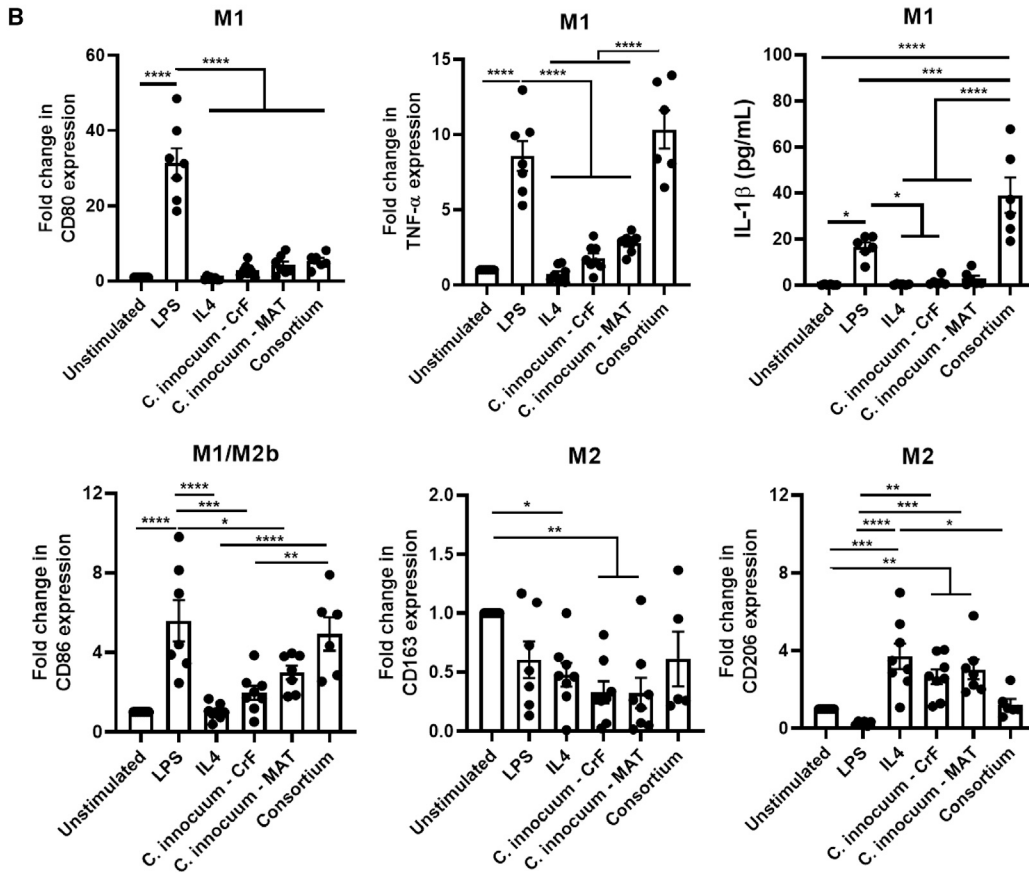 B
M1
Fold change in
CD80 expression
60
40
20
0
****
****
Unstimulated
LPS
IL4
C. innocuum - CrF
C. innocuum - MAT
Consortium
M1
Fold change in
TNF-α expression
15
10
5
0
****
****
****
Unstimulated
LPS
IL4
C. innocuum - CrF
C. innocuum - MAT
Consortium
M1
IL-1β (pg/mL)
100
80
60
40
20
0
****
***
****
*
*
Unstimulated
LPS
IL4
C. innocuum - CrF
C. innocuum - MAT
Consortium
M1/M2b
Fold change in
CD86 expression
12
8
4
0
****
***
****
*
****
**
Unstimulated
LPS
IL4
C. innocuum - CrF
C. innocuum - MAT
Consortium
M2
Fold change in
CD163 expression
2.0
1.5
1.0
0.5
0.0
*
**
Unstimulated
LPS
IL4
C. innocuum - CrF
C. innocuum - MAT
Consortium
M2
Fold change in
CD206 expression
12
8
4
0
**
***
****
*
***
**
Unstimulated
LPS
IL4
C. innocuum - CrF
C. innocuum - MAT
Consortium